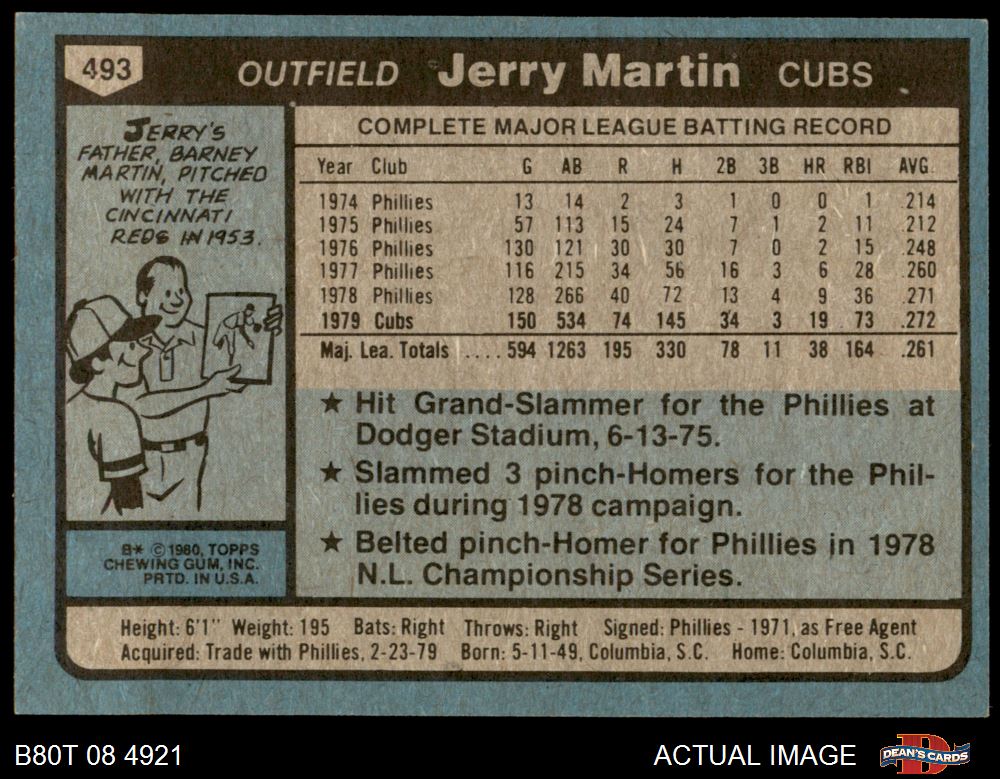 493 OUTFIELD Jerry Martin CUBS
JERRY'S
FATHER, BARNEY
MARTIN, PITCHED
WITH THE
CINCINNATI
REDS IN 1953.
B* © 1980, TOPPS
CHEWING GUM, INC.
PRTD. IN U.S.A.
COMPLETE MAJOR LEAGUE BATTING RECORD
Year Club G AB R H 2B 3B HR RBI AVG.
1974 Phillies 13 14 2 3 1 0 0 1 .214
1975 Phillies 57 113 15 24 7 1 2 11 .212
1976 Phillies 130 121 30 30 7 0 2 15 .248
1977 Phillies 116 215 34 56 16 3 6 28 .260
1978 Phillies 128 266 40 72 13 4 9 36 .271
1979 Cubs 150 534 74 145 34 3 19 73 .272
Maj. Lea. Totals .... 594 1263 195 330 78 11 38 164 .261
★ Hit Grand-Slammer for the Phillies at
Dodger Stadium, 6-13-75.
★ Slammed 3 pinch-Homers for the Phil-
lies during 1978 campaign.
★ Belted pinch-Homer for Phillies in 1978
N.L. Championship Series.
Height: 6'1" Weight: 195 Bats: Right Throws: Right Signed: Phillies - 1971, as Free Agent
Acquired: Trade with Phillies, 2-23-79 Born: 5-11-49, Columbia, S.C. Home: Columbia, S.C.
B80T 08 4921 ACTUAL IMAGE DEAN'S CARDS